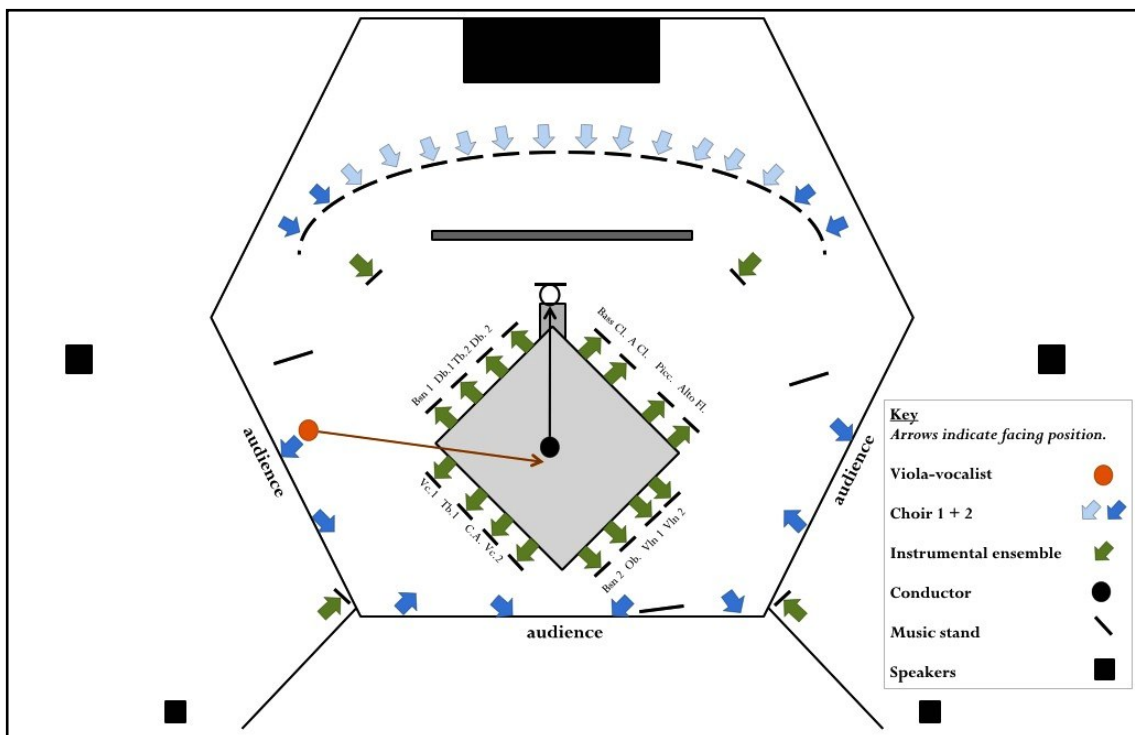 Bsn 1 Db.1 Tb.2 Db. 2
Bass Cl. A Cl. Picc. Alto Fl.
Vc.1 Tb.1 C.A. Vc.2
Bsn 2 Ob. Vln 1 Vln 2
audience
audience
audience
Key
Arrows indicate facing position.
Viola-vocalist
Choir 1 + 2
Instrumental ensemble
Conductor
Music stand
Speakers